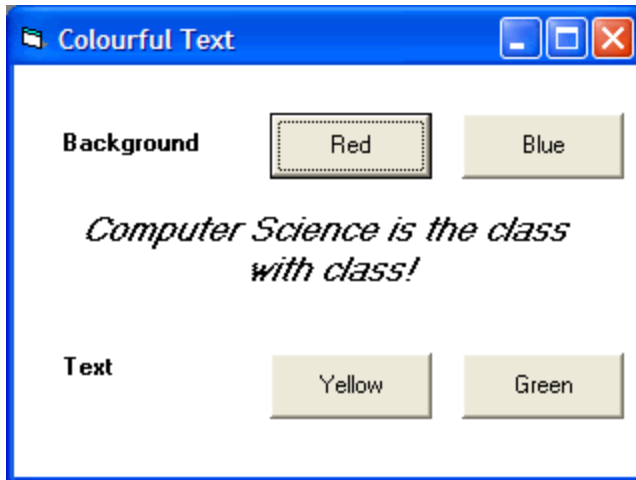 Colourful Text
Background Red Blue
Computer Science is the class
with class!
Text Yellow Green